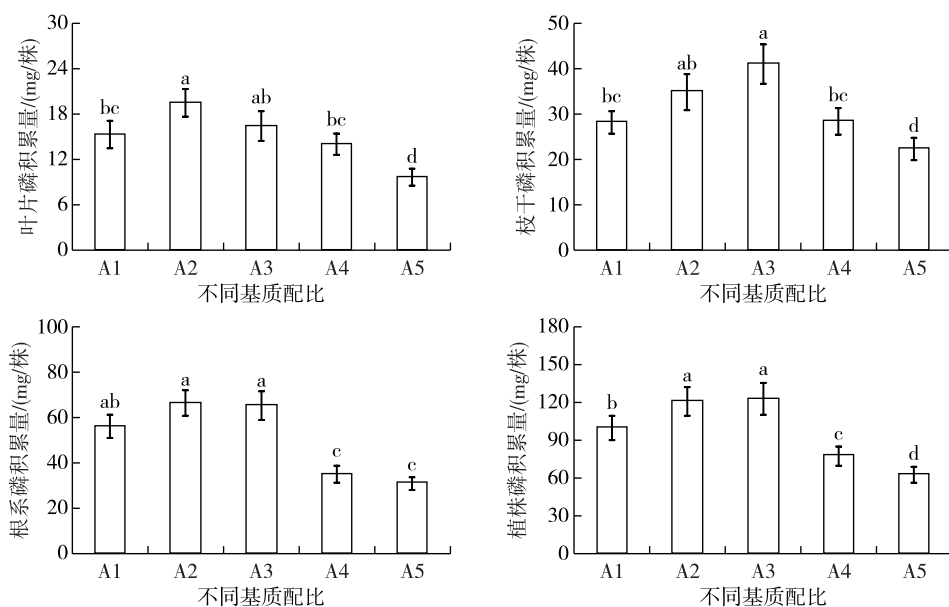 叶片磷积累量/(mg/株)
30
24
18
12
6
0
bc
a
ab
bc
d
A1 A2 A3 A4 A5
不同基质配比
枝干磷积累量/(mg/株)
50
40
30
20
10
0
bc
ab
a
bc
d
A1 A2 A3 A4 A5
不同基质配比
根系磷积累量/(mg/株)
100
80
60
40
20
0
ab
a
a
c
c
A1 A2 A3 A4 A5
不同基质配比
植株磷积累量/(mg/株)
180
150
120
90
60
30
0
b
a
a
c
d
A1 A2 A3 A4 A5
不同基质配比